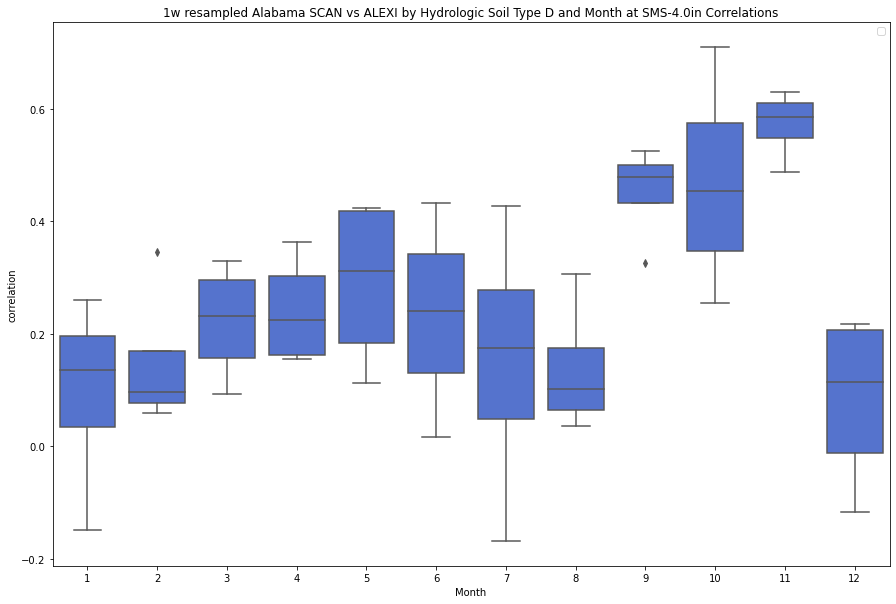 1w resampled Alabama SCAN vs ALEXI by Hydrologic Soil Type D and Month at SMS-4.0in Correlations
correlation
0.6
0.4
0.2
0.0
−0.2
1 2 3 4 5 6 7 8 9 10 11 12
Month